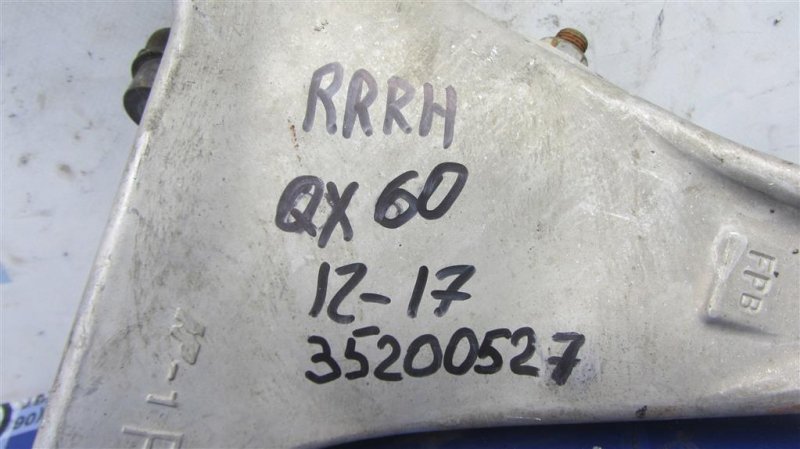 RRRH
QX 60
12-17
35200527
FPB